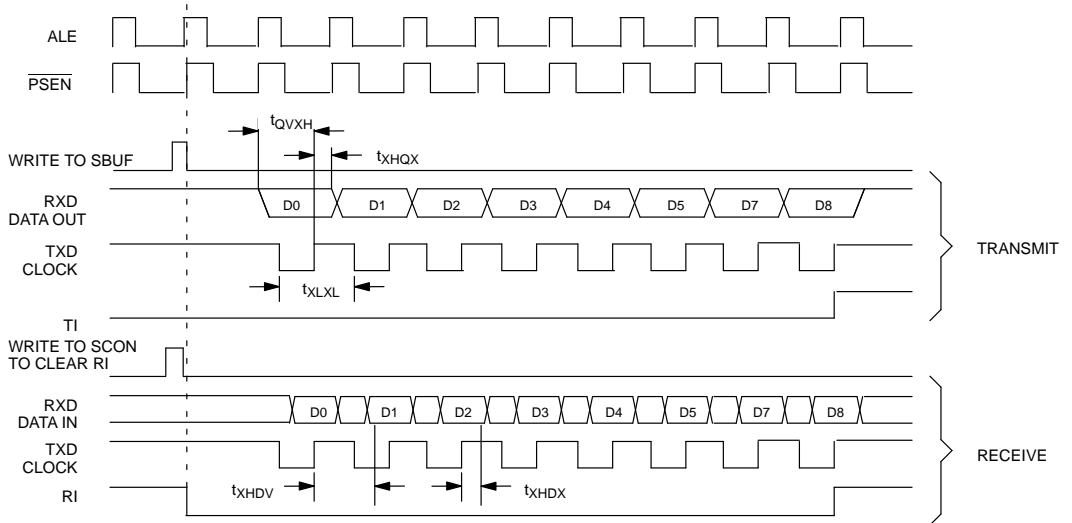 ALE
PSEN
tQVXH
tXHQX
WRITE TO SBUF
RXD
DATA OUT
D0 D1 D2 D3 D4 D5 D7 D8
TXD
CLOCK
TRANSMIT
tXLXL
TI
WRITE TO SCON
TO CLEAR RI
RXD
DATA IN
D0 D1 D2 D3 D4 D5 D7 D8
TXD
CLOCK
RECEIVE
tXHDV
tXHDX
RI